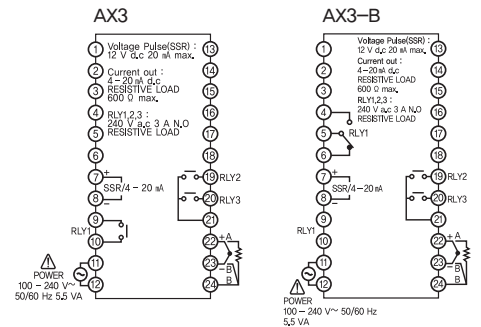 AX3
1 Voltage Pulse(SSR) : 13
12 V d.c 20 mA max.
2 Current out : 14
4-20 mA d.c
3 RESISTIVE LOAD 15
600 Ω max.
4 RLY1,2,3 : 16
240 V a.c 3 A N.O
5 RESISTIVE LOAD 17
6 18
7 + 19 RLY2
SSR/4-20 mA
8 - 20 RLY3
9 21
RLY1
10 22 +A
11 23 -B
POWER
100 - 240 V~ 12 24 B
50/60 Hz 5.5 VA
AX3-B
1 Voltage Pulse(SSR) : 13
12 V d.c 20 mA max.
2 Current out : 14
4-20 mA d.c
3 RESISTIVE LOAD 15
600 Ω max.
4 RLY1,2,3 : 16
240 V a.c 3 A N.O
RESISTIVE LOAD
5 RLY1 17
6 18
7 + 19 RLY2
SSR/4-20 mA
8 - 20 RLY3
9 21
RLY1
10 22 +A
11 23 -B
12 24 B
POWER
100 - 240 V~ 50/60 Hz
5.5 VA